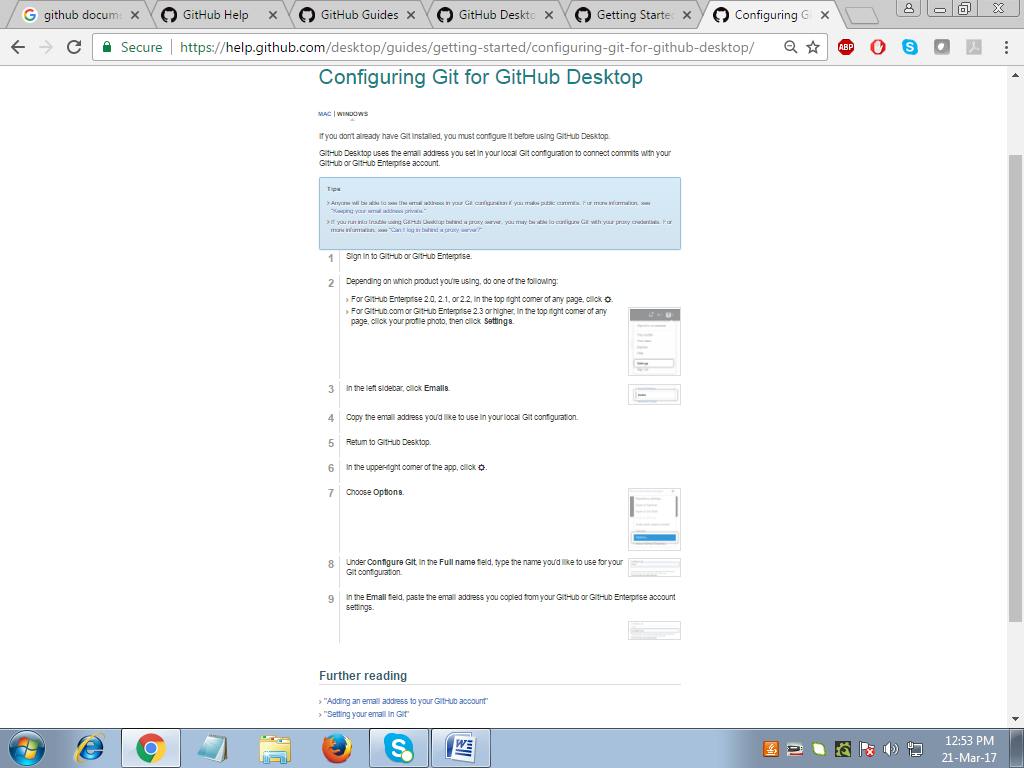 github docume
GitHub Help
GitHub Guides
GitHub Deskto
Getting Starte
Configuring G
Secure
https://help.github.com/desktop/guides/getting-started/configuring-git-for-github-desktop/
ABP
Configuring Git for GitHub Desktop
MAC | WINDOWS
If you don't already have Git installed, you must configure it before using GitHub Desktop.
GitHub Desktop uses the email address you set in your local Git configuration to connect commits with your
GitHub or GitHub Enterprise account.
Tips
› Anyone will be able to see the email address in your Git configuration if you make public commits. For more information, see
"Keeping your email address private."
› If you run into trouble using GitHub Desktop behind a proxy server, you may be able to configure Git with your proxy credentials. For
more information, see "Can I log in behind a proxy server?"
1 Sign in to GitHub or GitHub Enterprise.
2 Depending on which product you're using, do one of the following:
› For GitHub Enterprise 2.0, 2.1, or 2.2, in the top right corner of any page, click .
› For GitHub.com or GitHub Enterprise 2.3 or higher, in the top right corner of any
page, click your profile photo, then click Settings.
3 In the left sidebar, click Emails.
4 Copy the email address you'd like to use in your local Git configuration.
5 Return to GitHub Desktop.
6 In the upper-right corner of the app, click .
7 Choose Options.
8 Under Configure Git, in the Full name field, type the name you'd like to use for your
Git configuration.
9 In the Email field, paste the email address you copied from your GitHub or GitHub Enterprise account
settings.
Further reading
› "Adding an email address to your GitHub account"
› "Setting your email in Git"
12:53 PM
21-Mar-17